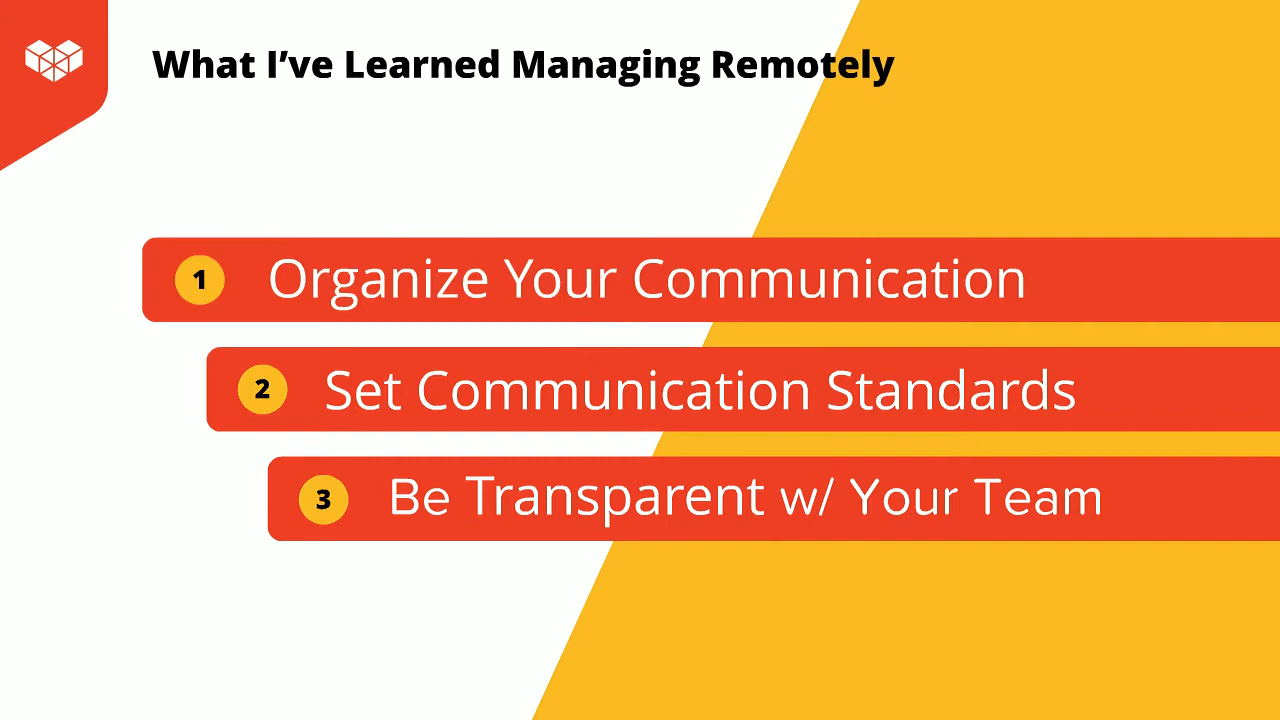 What I’ve Learned Managing Remotely
1 Organize Your Communication
2 Set Communication Standards
3 Be Transparent w/ Your Team